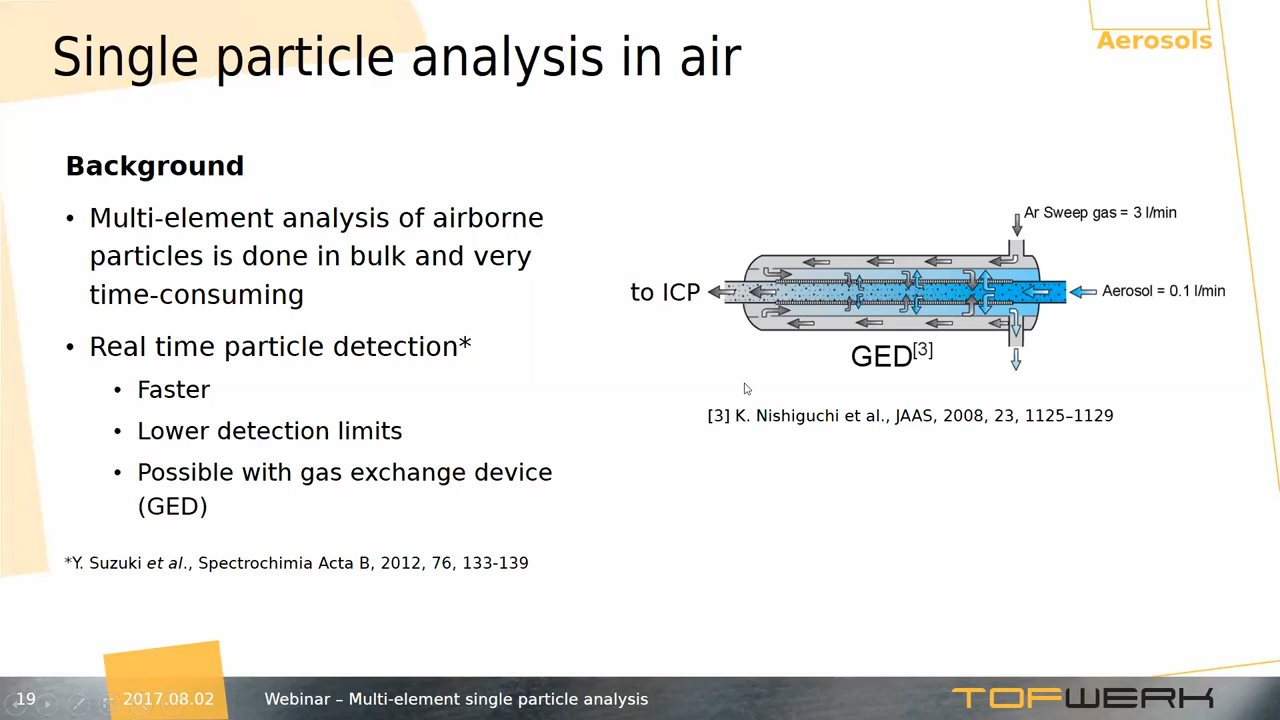 Single particle analysis in air
Aerosols
Background
• Multi-element analysis of airborne
particles is done in bulk and very
time-consuming
• Real time particle detection*
• Faster
• Lower detection limits
• Possible with gas exchange device
(GED)
*Y. Suzuki et al., Spectrochimia Acta B, 2012, 76, 133-139
Ar Sweep gas = 3 l/min
to ICP
Aerosol = 0.1 l/min
GED[3]
[3] K. Nishiguchi et al., JAAS, 2008, 23, 1125–1129
19
2017.08.02
Webinar – Multi-element single particle analysis
TOFWERK